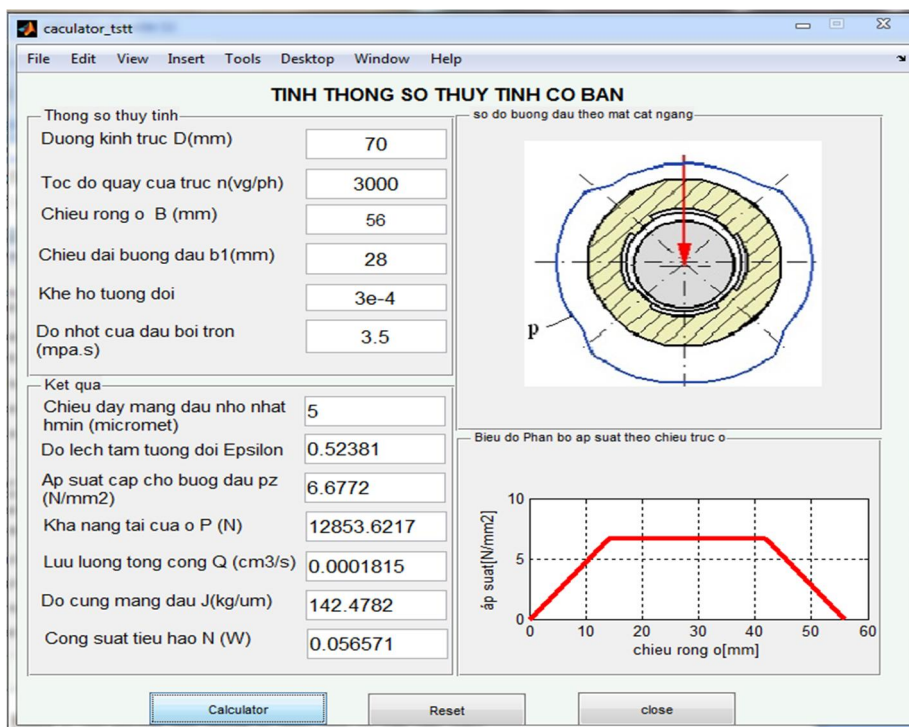 caculator_tstt
File Edit View Insert Tools Desktop Window Help
TINH THONG SO THUY TINH CO BAN
Thong so thuy tinh
Duong kinh truc D(mm) 70
Toc do quay cua truc n(vg/ph) 3000
Chieu rong o B (mm) 56
Chieu dai buong dau b1(mm) 28
Khe ho tuong doi 3e-4
Do nhot cua dau boi tron
(mpa.s) 3.5
Ket qua
Chieu day mang dau nho nhat
hmin (micromet) 5
Do lech tam tuong doi Epsilon 0.52381
Ap suat cap cho buog dau pz
(N/mm2) 6.6772
Kha nang tai cua o P (N) 12853.6217
Luu luong tong cong Q (cm3/s) 0.0001815
Do cung mang dau J(kg/um) 142.4782
Cong suat tieu hao N (W) 0.056571
so do buong dau theo mat cat ngang
p
Bieu do Phan bo ap suat theo chieu truc o
àp suat[N/mm2]
10
5
0
0 10 20 30 40 50 60
chieu rong o[mm]
Calculator Reset close